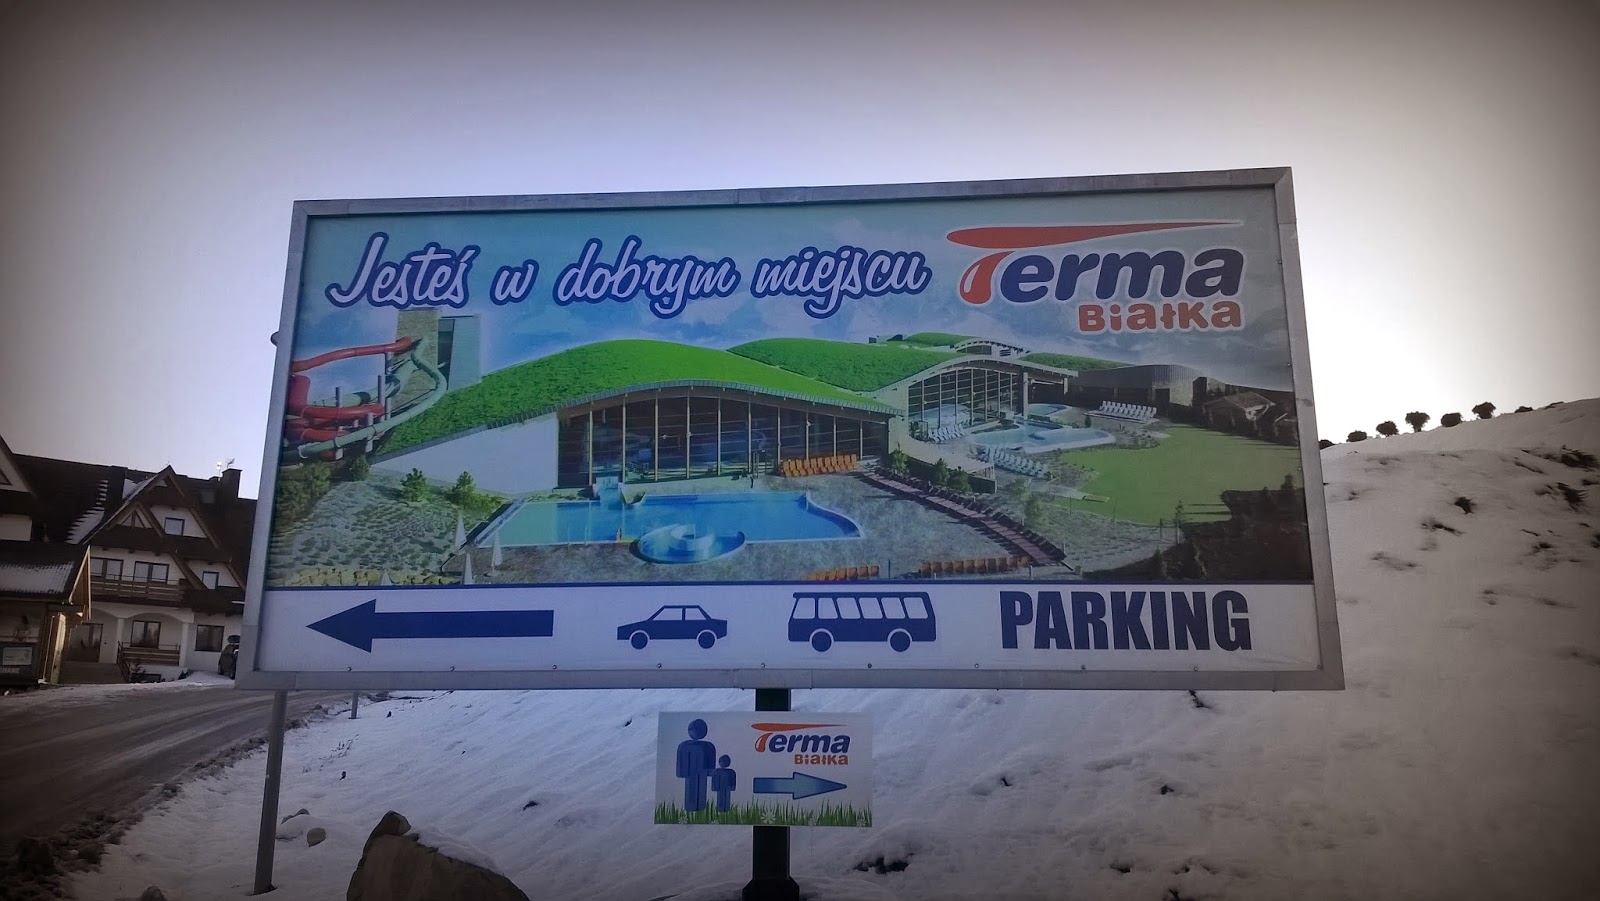 Jesteś w dobrym miejscu
Terma
Białka
PARKING
Terma
Białka